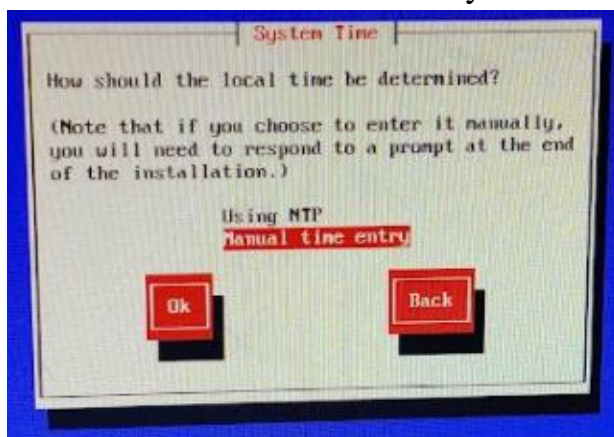 System Time
How should the local time be determined?
(Note that if you choose to enter it manually,
you will need to respond to a prompt at the end
of the installation.)
Using NTP
Manual time entry
Ok
Back